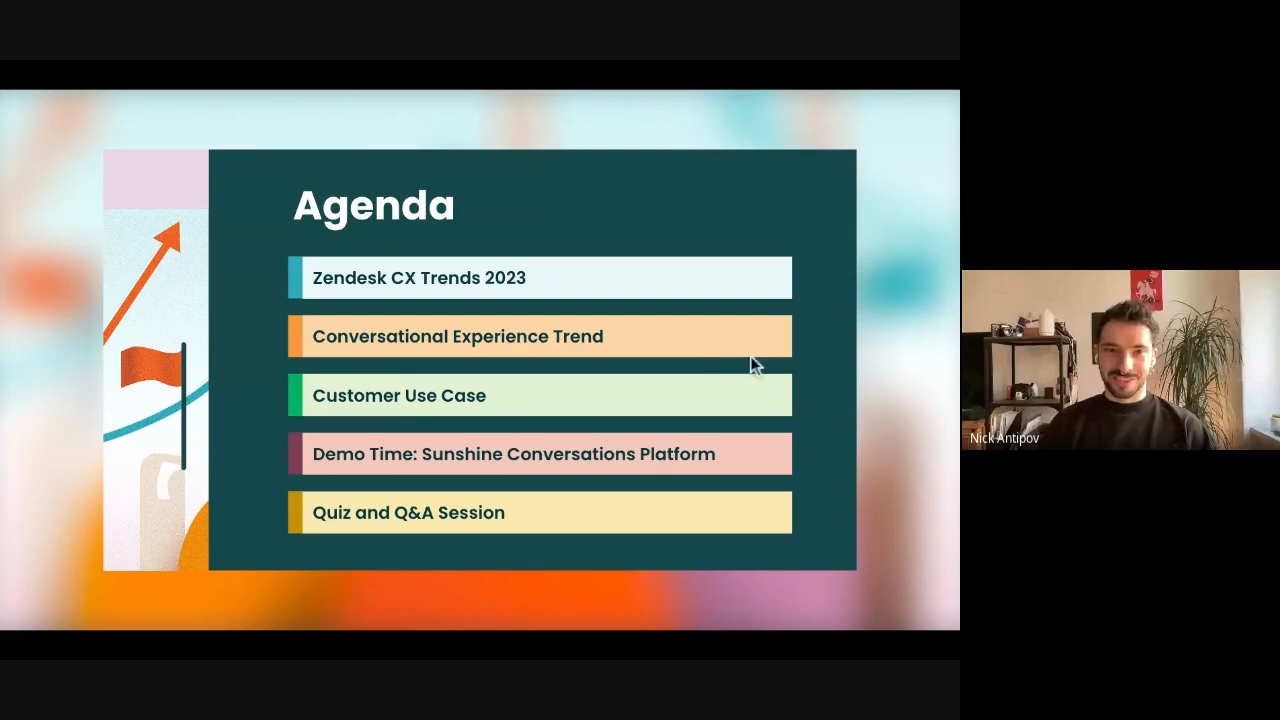 Agenda
Zendesk CX Trends 2023
Conversational Experience Trend
Customer Use Case
Demo Time: Sunshine Conversations Platform
Quiz and Q&A Session
Nick Antipov